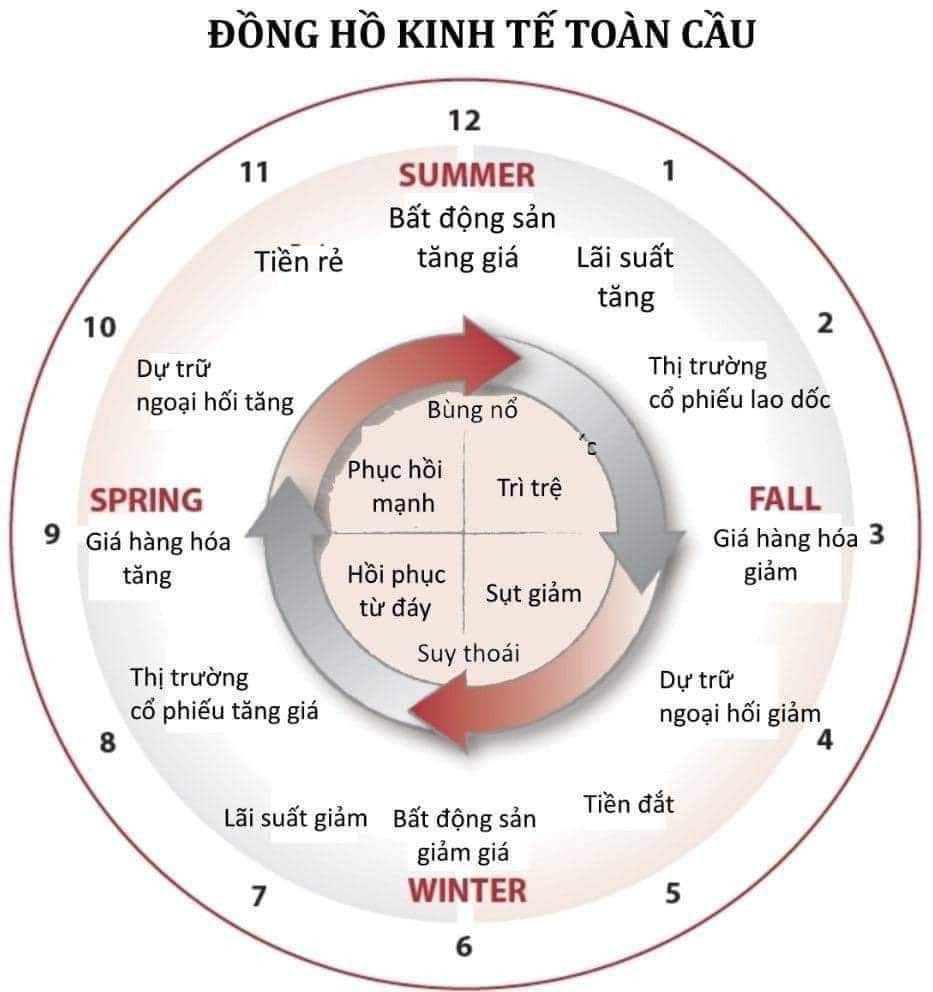 ĐỒNG HỒ KINH TẾ TOÀN CẦU
12
SUMMER
Bất động sản
tăng giá
1
Lãi suất
tăng
2
Thị trường
cổ phiếu lao dốc
FALL
3
Giá hàng hóa
giảm
Dự trữ
ngoại hối giảm
4
Tiền đắt
5
Bất động sản
giảm giá
WINTER
6
Lãi suất giảm
7
Thị trường
cổ phiếu tăng giá
8
SPRING
9
Giá hàng hóa
tăng
10
Dự trữ
ngoại hối tăng
11
Tiền rẻ
Bùng nổ
Phục hồi
mạnh
Trì trệ
Hồi phục
từ đáy
Sụt giảm
Suy thoái